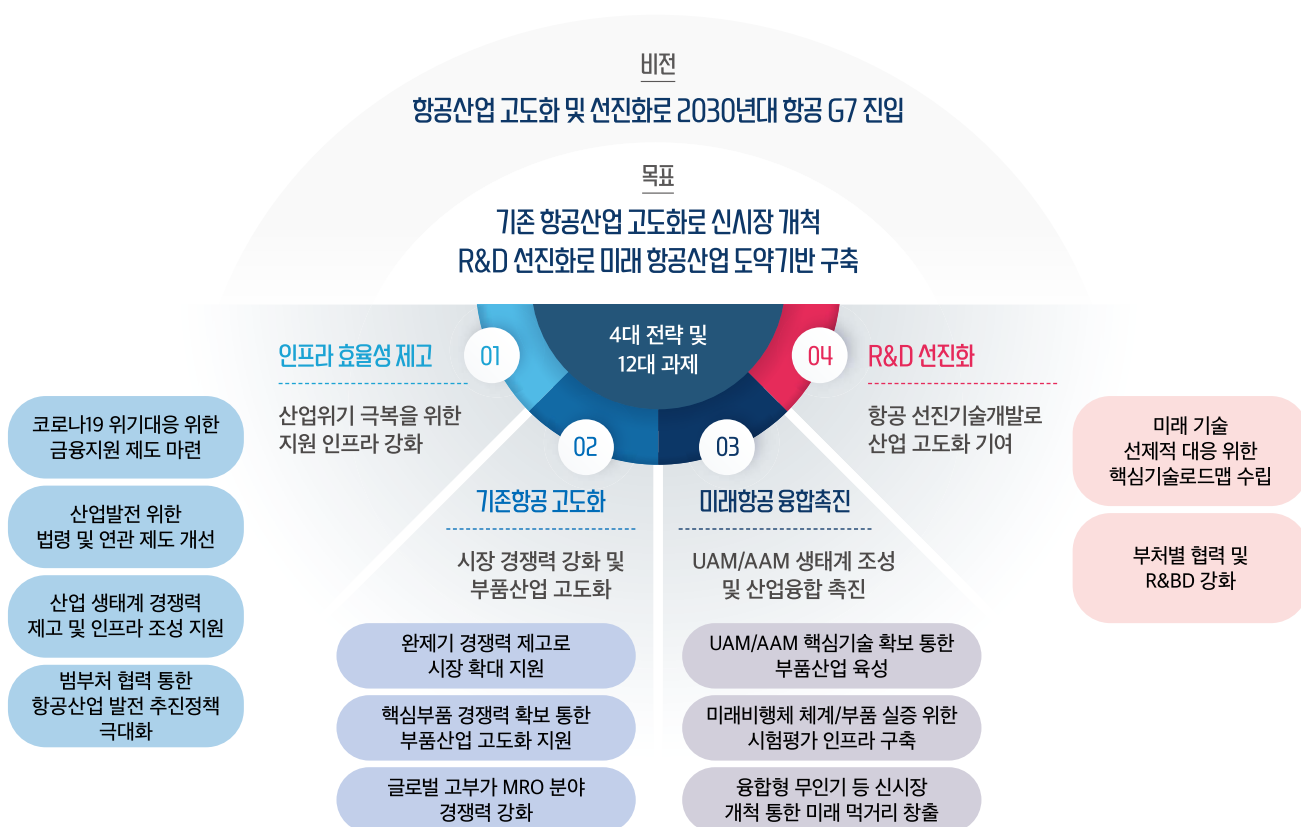 비전
항공산업 고도화 및 선진화로 2030년대 항공 G7 진입
목표
기존 항공산업 고도화로 신시장 개척
R&D 선진화로 미래 항공산업 도약기반 구축
4대 전략 및
12대 과제
01
인프라 효율성 제고
산업위기 극복을 위한
지원 인프라 강화
코로나19 위기대응 위한
금융지원 제도 마련
산업발전 위한
법령 및 연관 제도 개선
산업 생태계 경쟁력
제고 및 인프라 조성 지원
범부처 협력 통한
항공산업 발전 추진정책
극대화
02
기존항공 고도화
시장 경쟁력 강화 및
부품산업 고도화
완제기 경쟁력 제고로
시장 확대 지원
핵심부품 경쟁력 확보 통한
부품산업 고도화 지원
글로벌 고부가 MRO 분야
경쟁력 강화
03
미래항공 융합촉진
UAM/AAM 생태계 조성
및 산업융합 촉진
UAM/AAM 핵심기술 확보 통한
부품산업 육성
미래비행체 체계/부품 실증 위한
시험평가 인프라 구축
융합형 무인기 등 신시장
개척 통한 미래 먹거리 창출
04
R&D 선진화
항공 선진기술개발로
산업 고도화 기여
미래 기술
선제적 대응 위한
핵심기술로드맵 수립
부처별 협력 및
R&BD 강화